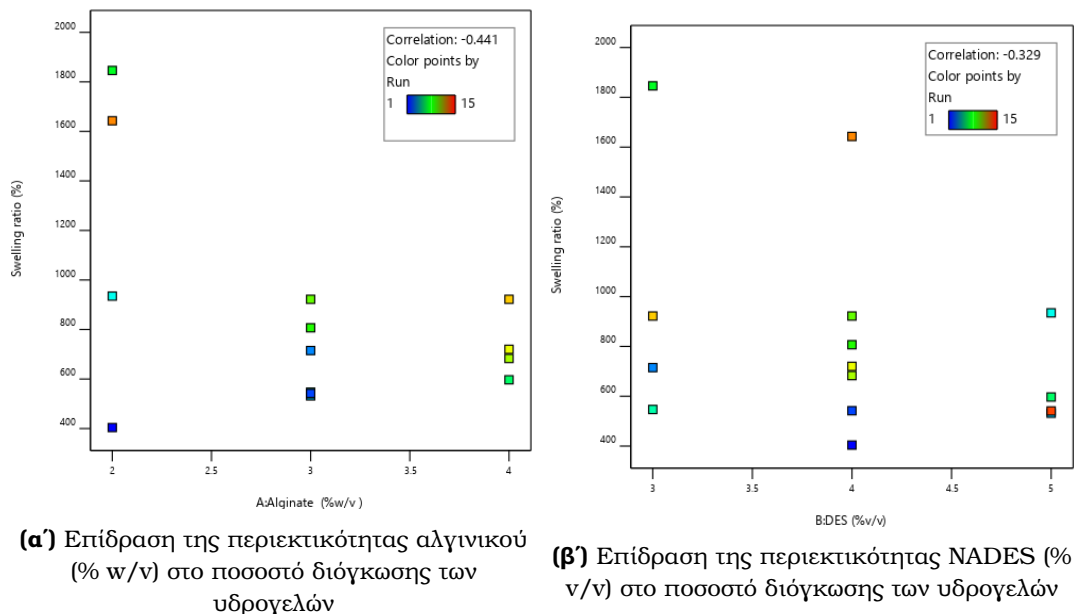 2000
1800
1600
1400
1200
1000
800
600
400
Swelling ratio (%)
Correlation: -0.441
Color points by
Run
1 15
2 2.5 3 3.5 4
A:Alginate (%w/v )
(α΄) Επίδραση της περιεκτικότητας αλγινικού
(% w/v) στο ποσοστό διόγκωσης των
υδρογελών
2000
1800
1600
1400
1200
1000
800
600
400
Swelling ratio (%)
Correlation: -0.329
Color points by
Run
1 15
3 3.5 4 4.5 5
B:DES (%v/v)
(β΄) Επίδραση της περιεκτικότητας NADES (%
v/v) στο ποσοστό διόγκωσης των υδρογελών